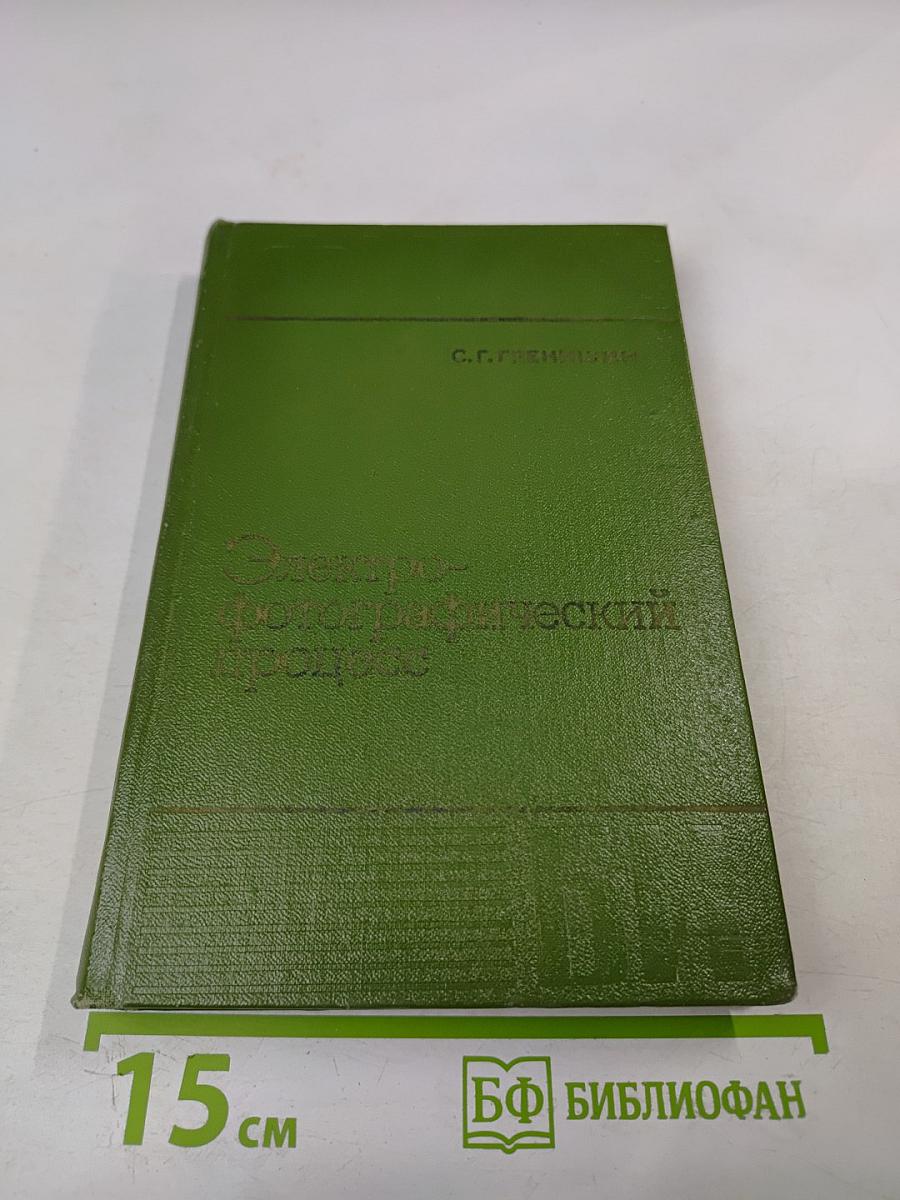 С. Г. ГРЕНИШИН
Электро-
фотографический
процесс
15 см
БФ БИБЛИОФАН